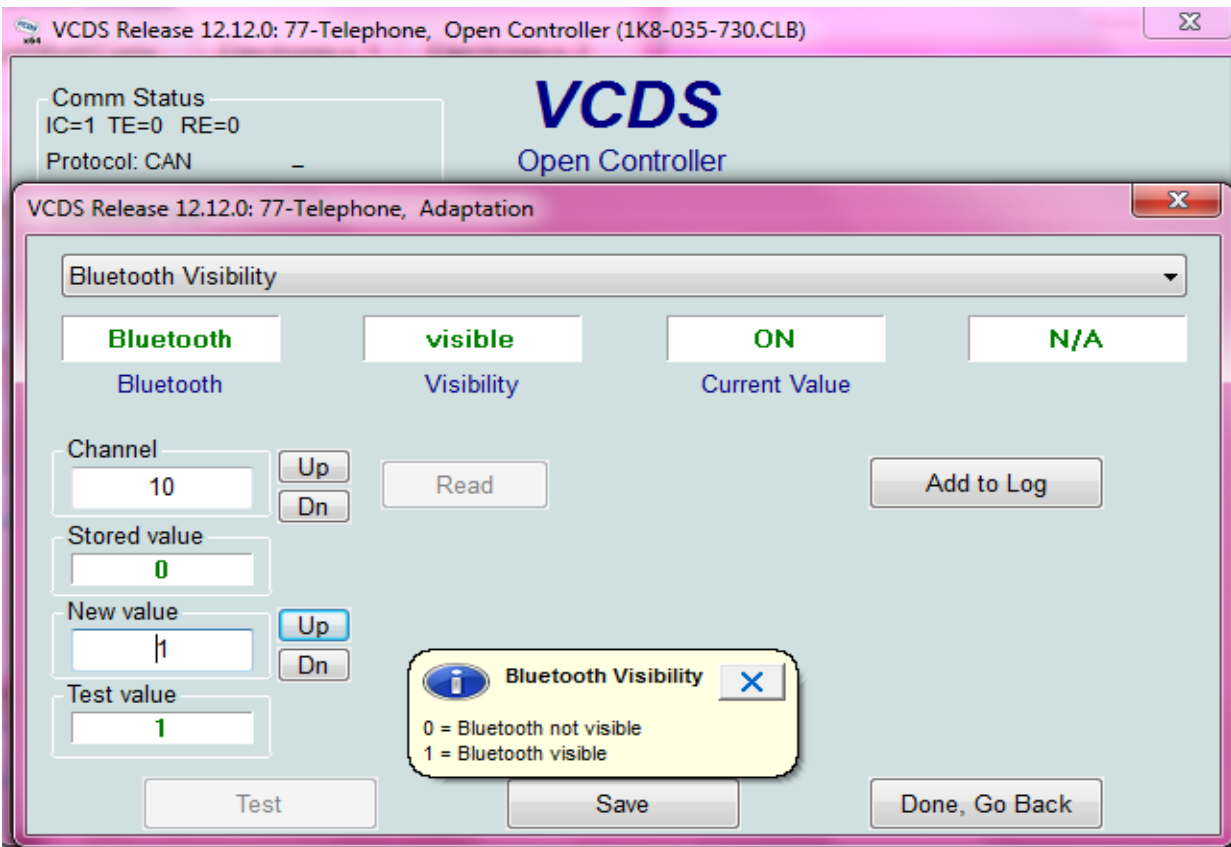 VCDS Release 12.12.0: 77-Telephone, Open Controller (1K8-035-730.CLB)
Comm Status
IC=1 TE=0 RE=0
Protocol: CAN
VCDS
Open Controller
VCDS Release 12.12.0: 77-Telephone, Adaptation
Bluetooth Visibility
Bluetooth visible ON N/A
Bluetooth Visibility Current Value
Channel
10
Up
Dn
Read
Add to Log
Stored value
0
New value
1
Up
Dn
Test value
1
Bluetooth Visibility
0 = Bluetooth not visible
1 = Bluetooth visible
Test
Save
Done, Go Back